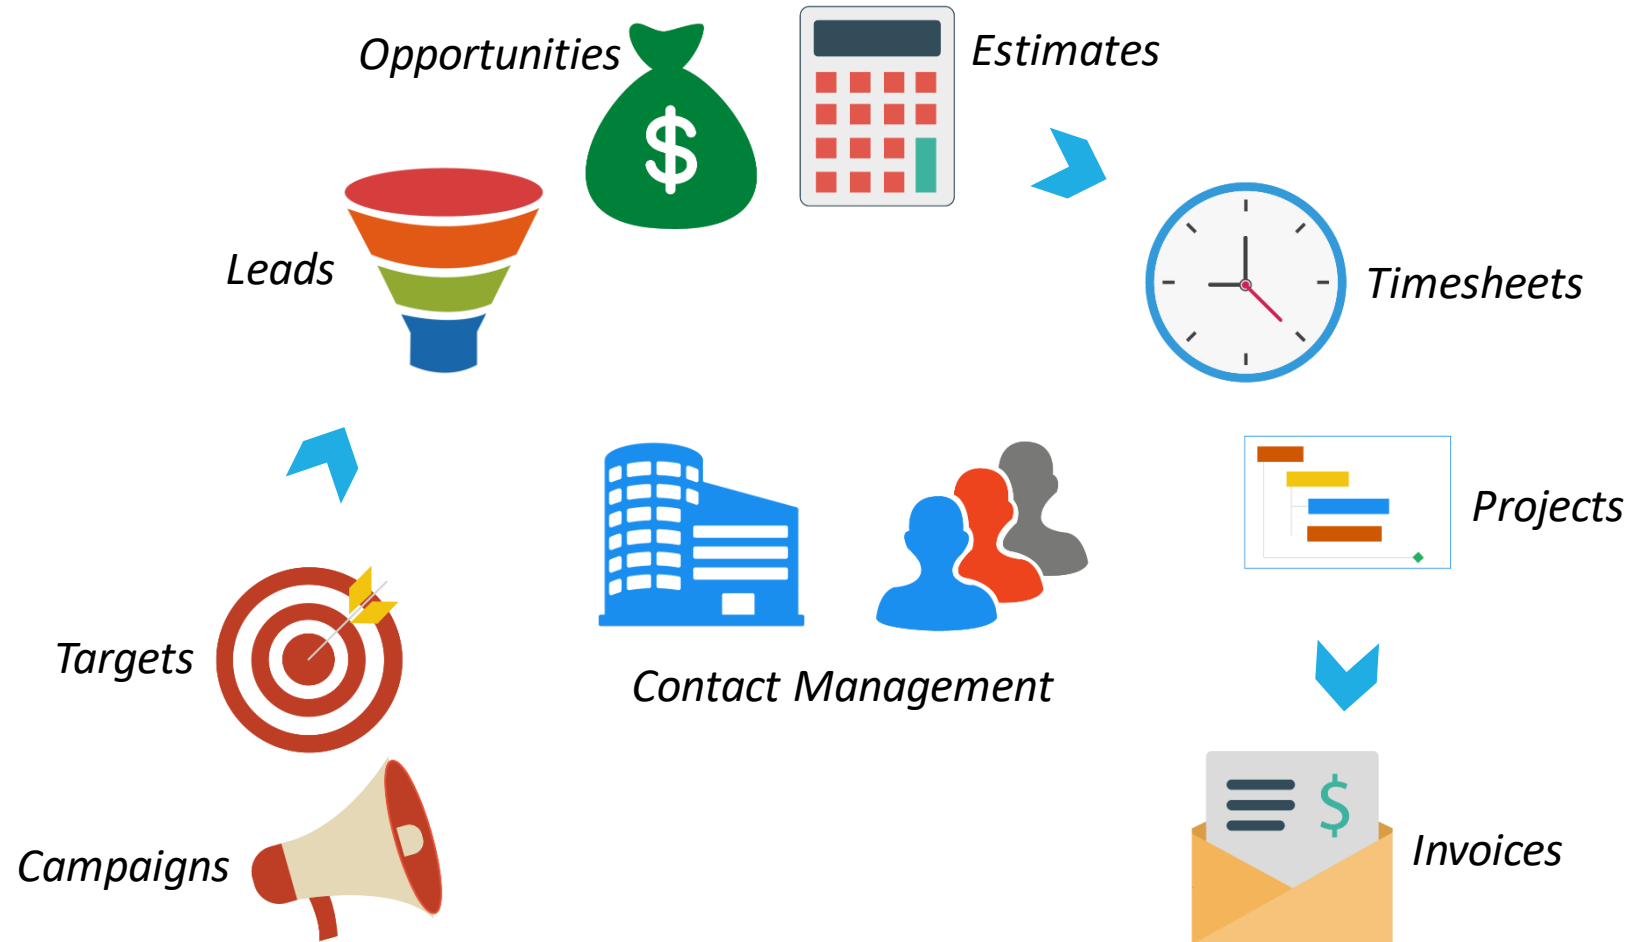 Opportunities
$
Estimates
Leads
Timesheets
Projects
Targets
Contact Management
Campaigns
$
Invoices